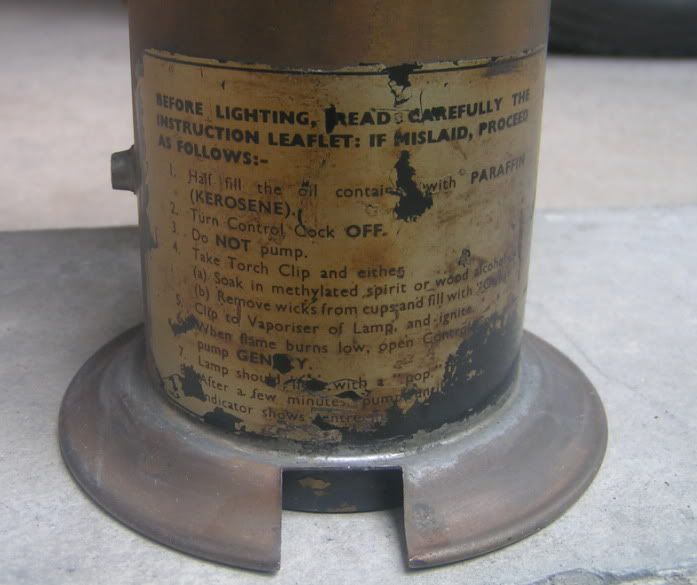 BEFORE LIGHTING, READ CAREFULLY THE
INSTRUCTION LEAFLET: IF MISLAID, PROCEED
AS FOLLOWS:-
1. Half fill the oil container with PARAFFIN
(KEROSENE).
2. Turn Control Cock OFF.
3. Do NOT pump.
4. Take Torch Clip and either
(a) Soak in methylated spirit or wood alcohol
(b) Remove wicks from cups and fill with
5. Clip to Vaporiser of Lamp, and ignite.
6. When flame burns low, open Control
pump GENTLY.
7. Lamp should with a "pop."
After a few minutes, pump until
indicator shows